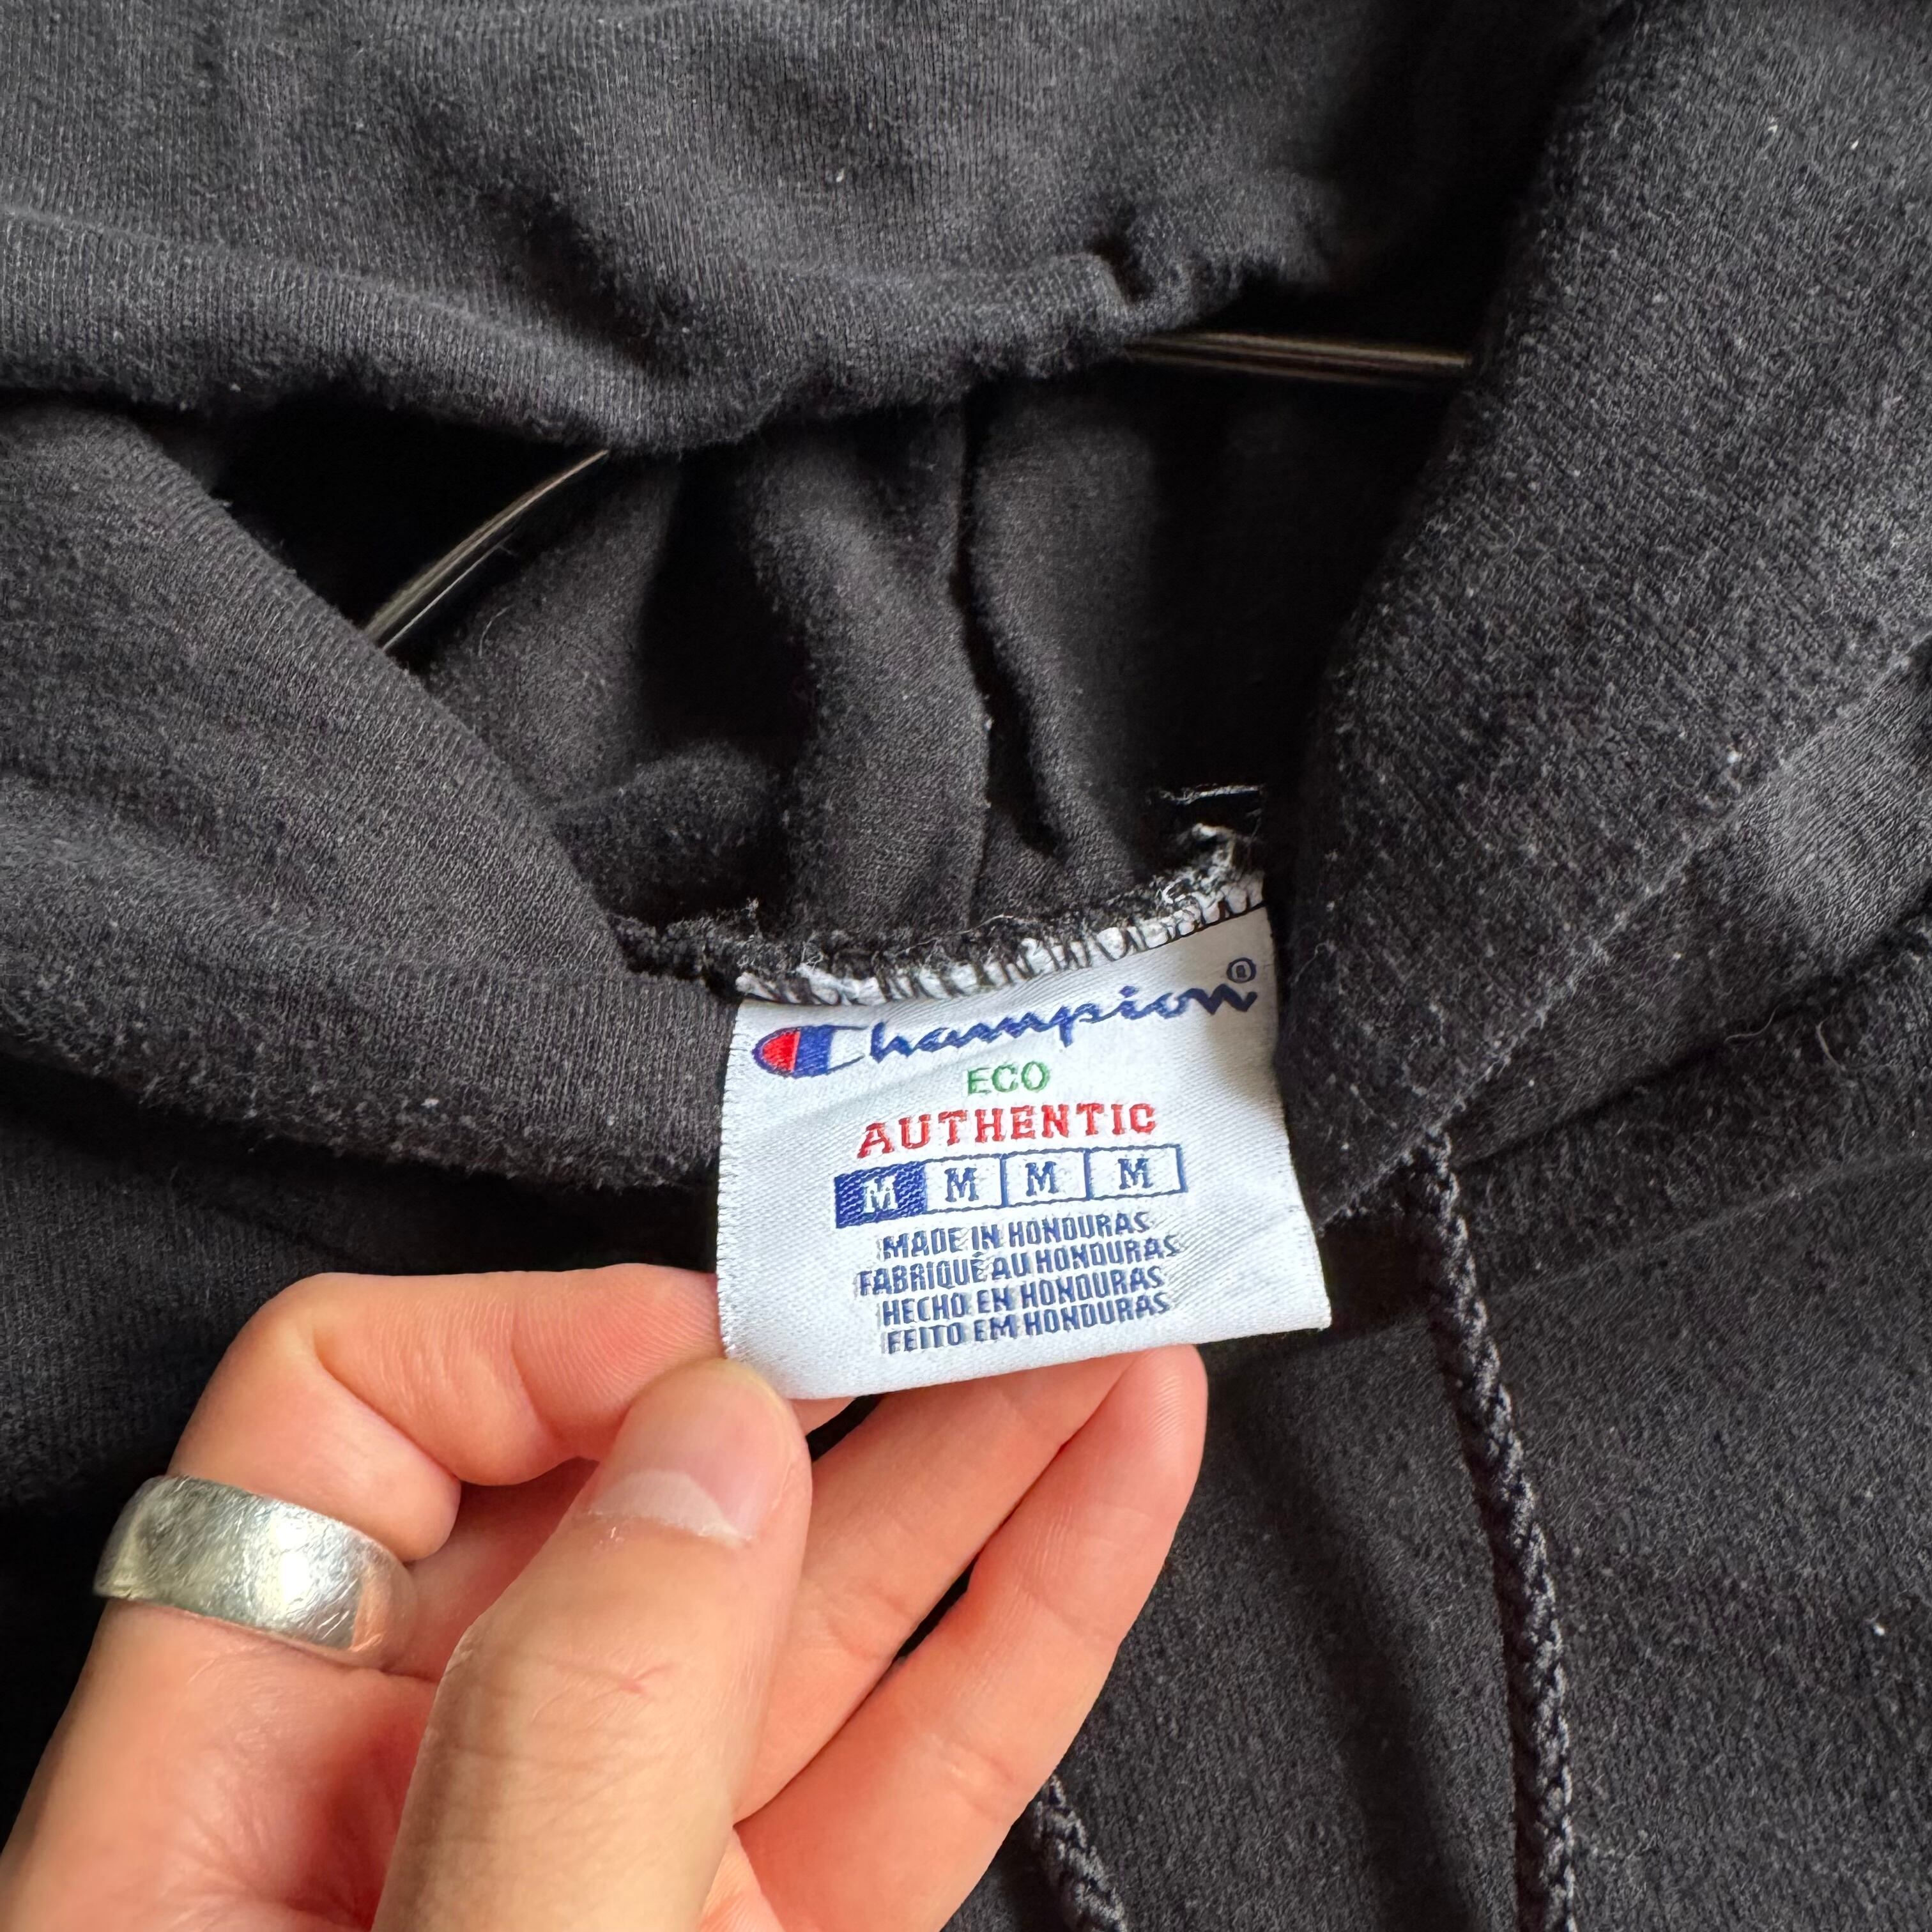 Champion®
ECO
AUTHENTIC
M M M M
MADE IN HONDURAS
FABRIQUÉ AU HONDURAS
HECHO EN HONDURAS
FEITO EM HONDURAS